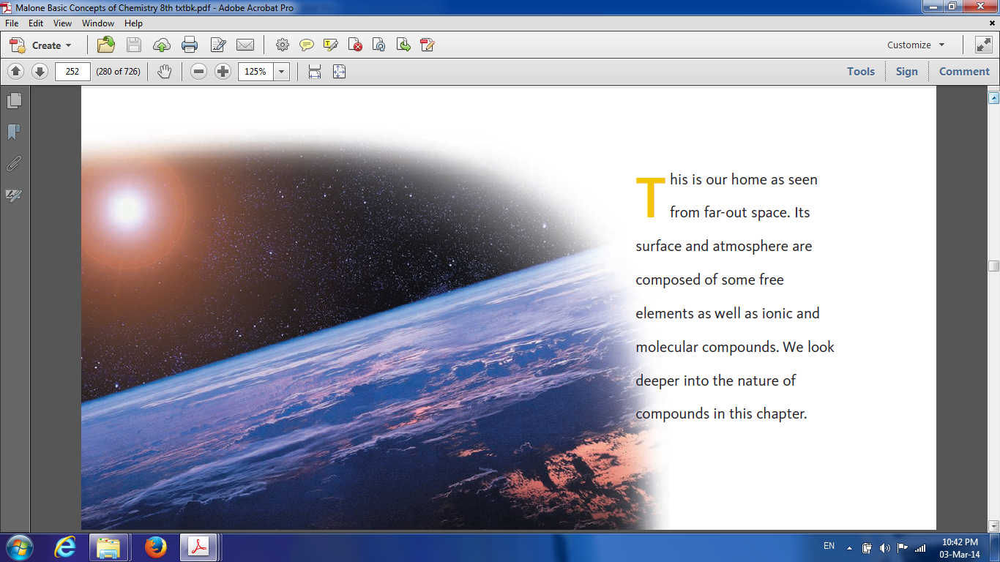 Malone Basic Concepts of Chemistry 8th txtbk.pdf - Adobe Acrobat Pro
File Edit View Window Help
Create Customize
252 (280 of 726) 125% Tools Sign Comment
This is our home as seen
from far-out space. Its
surface and atmosphere are
composed of some free
elements as well as ionic and
molecular compounds. We look
deeper into the nature of
compounds in this chapter.
EN 10:42 PM
03-Mar-14